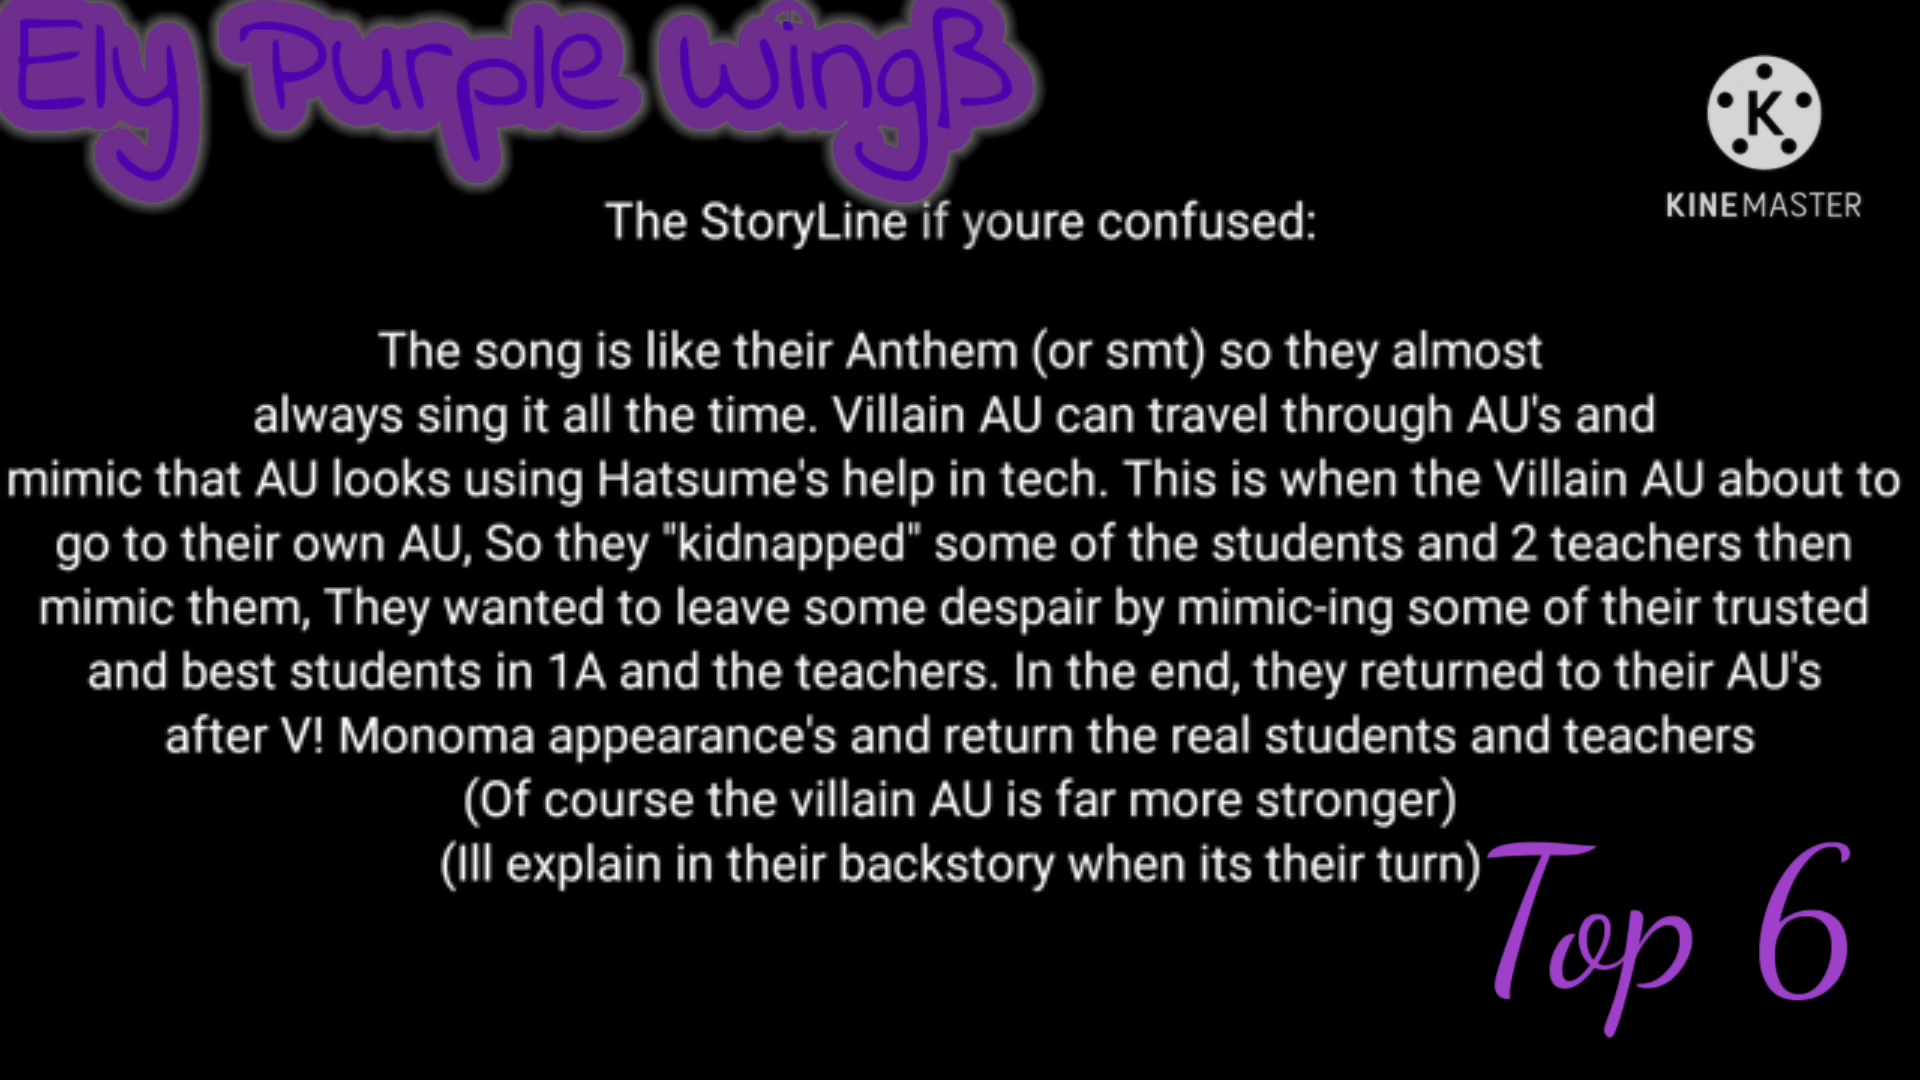 Ely Purple WingB
KINEMASTER
The StoryLine if youre confused:
The song is like their Anthem (or smt) so they almost
always sing it all the time. Villain AU can travel through AU's and
mimic that AU looks using Hatsume's help in tech. This is when the Villain AU about to
go to their own AU, So they "kidnapped" some of the students and 2 teachers then
mimic them, They wanted to leave some despair by mimic-ing some of their trusted
and best students in 1A and the teachers. In the end, they returned to their AU's
after V! Monoma appearance's and return the real students and teachers
(Of course the villain AU is far more stronger)
(Ill explain in their backstory when its their turn)
Top 6